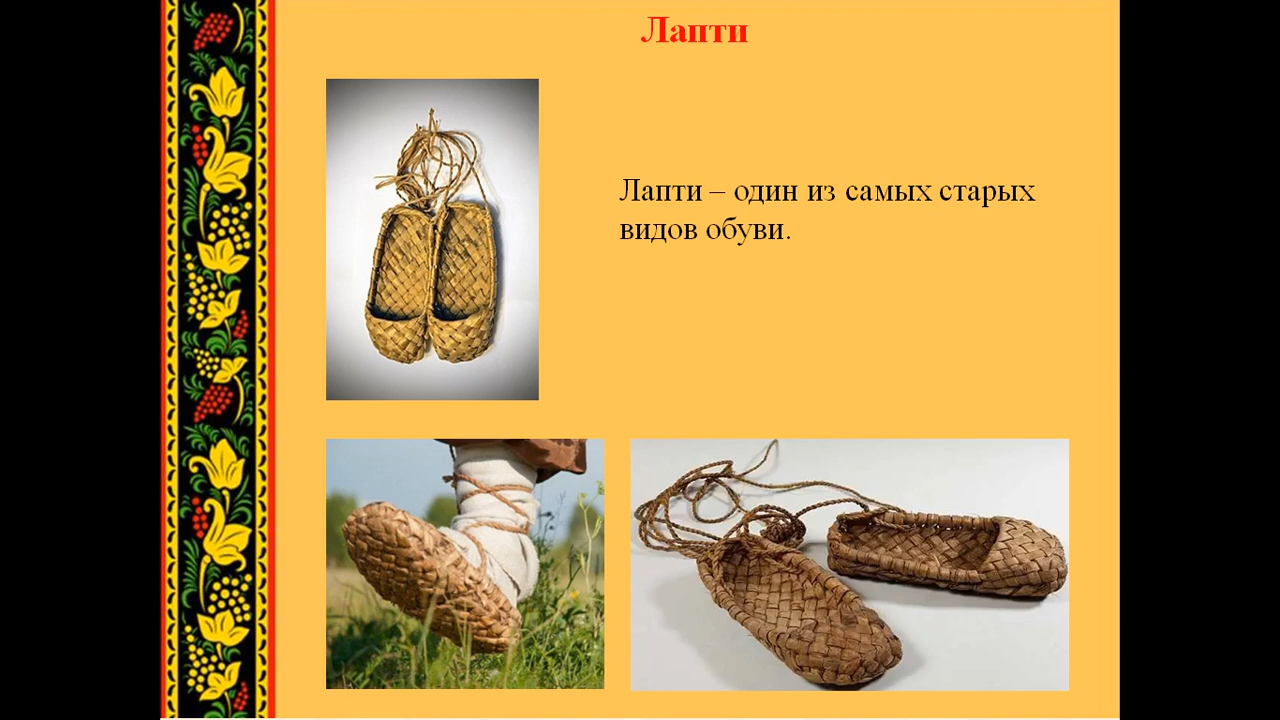 Лапти
Лапти – один из самых старых
видов обуви.